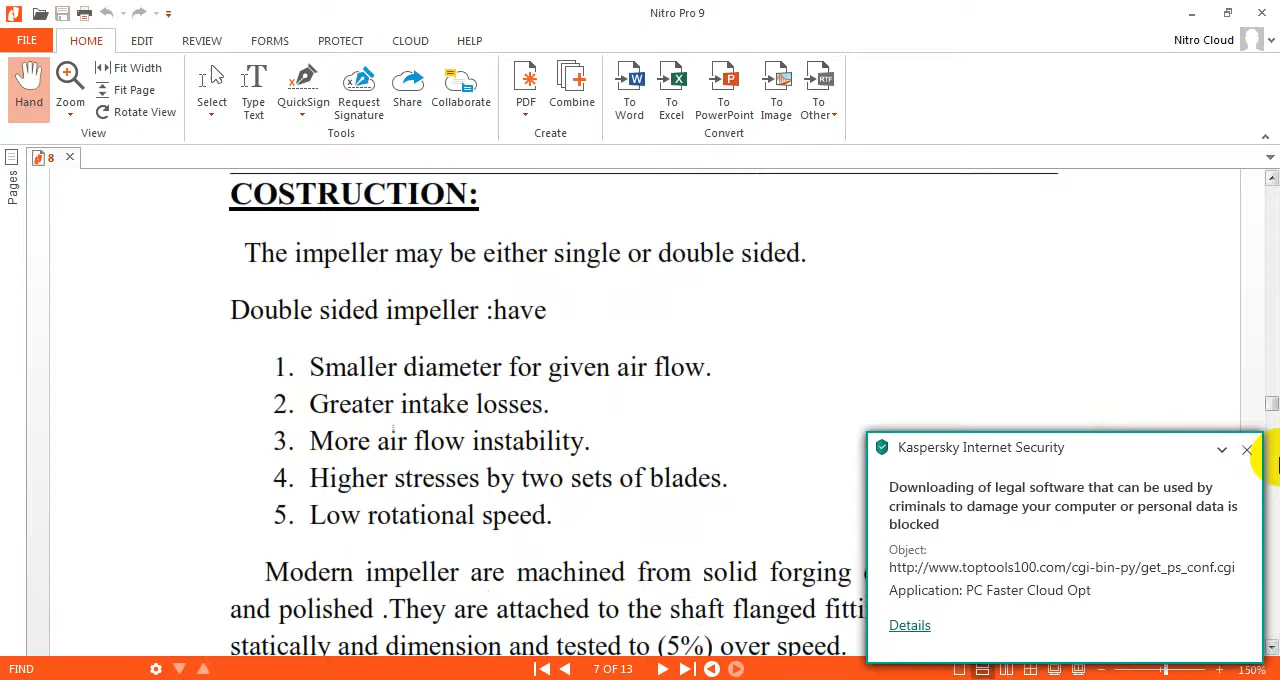 Nitro Pro 9
FILE HOME EDIT REVIEW FORMS PROTECT CLOUD HELP
Nitro Cloud
Hand
Zoom
Fit Width
Fit Page
Rotate View
View
Select
Type Text
QuickSign
Request Signature
Share
Collaborate
Tools
PDF
Combine
Create
To Word
To Excel
To PowerPoint
To Image
To Other
Convert
8
Pages
COSTRUCTION:
The impeller may be either single or double sided.
Double sided impeller :have
1. Smaller diameter for given air flow.
2. Greater intake losses.
3. More air flow instability.
4. Higher stresses by two sets of blades.
5. Low rotational speed.
Modern impeller are machined from solid forging
and polished .They are attached to the shaft flanged
statically and dimension and tested to (5%) over speed.
Kaspersky Internet Security
Downloading of legal software that can be used by
criminals to damage your computer or personal data is
blocked
Object:
http://www.toptools100.com/cgi-bin-py/get_ps_conf.cgi
Application: PC Faster Cloud Opt
Details
FIND
7 OF 13
150%